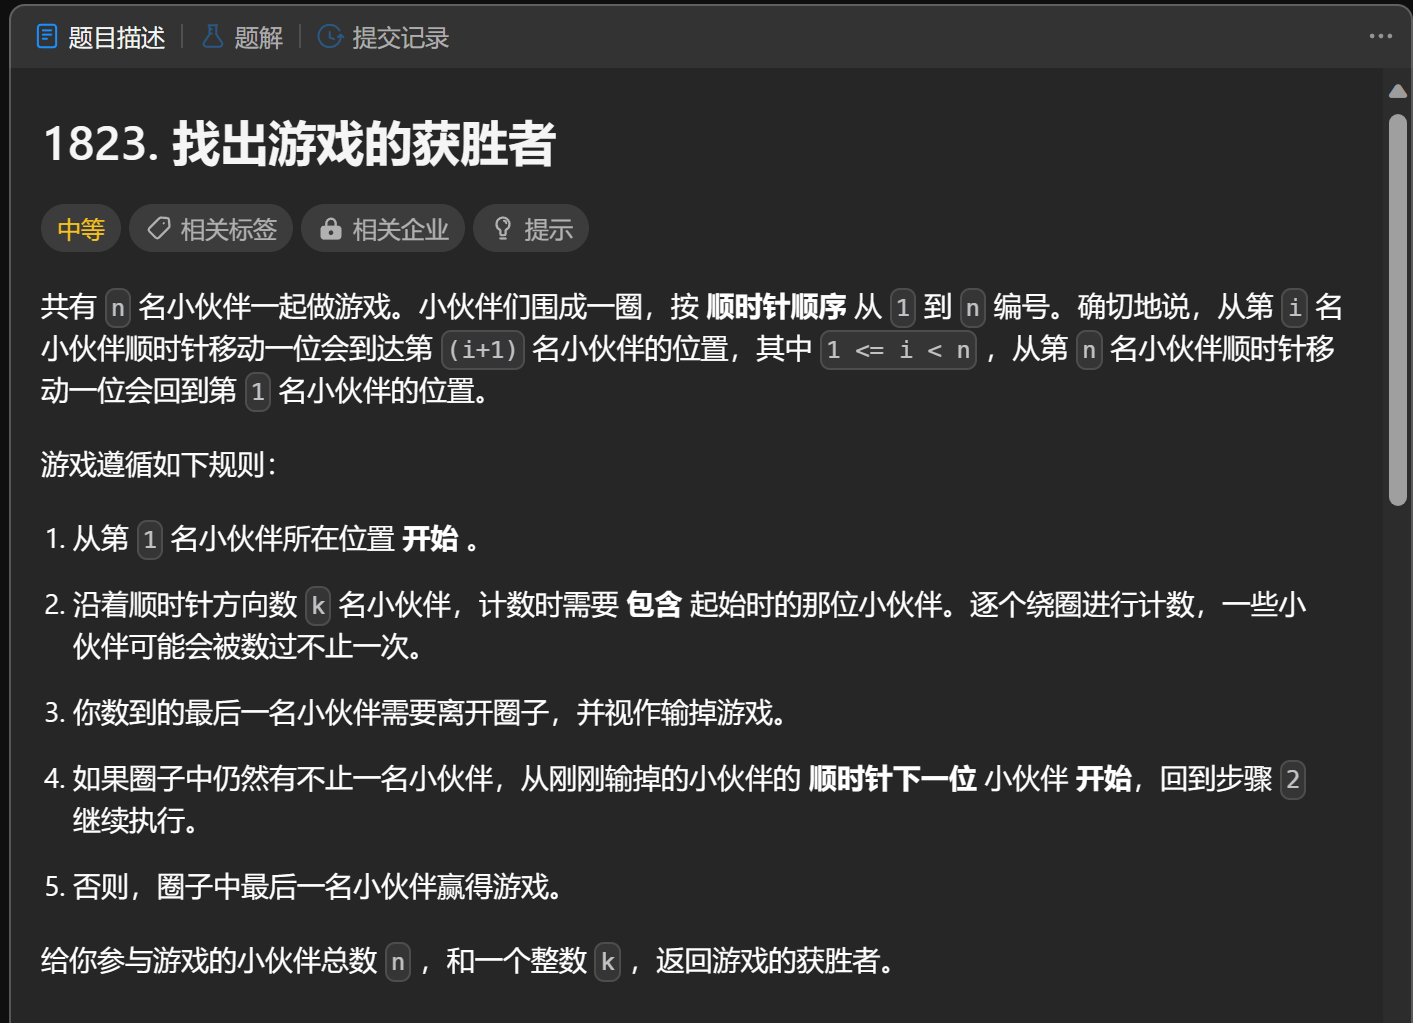 题目描述 题解 提交记录
1823. 找出游戏的获胜者
中等 相关标签 相关企业 提示
共有 n 名小伙伴一起做游戏。小伙伴们围成一圈，按 顺时针顺序 从 1 到 n 编号。确切地说，从第 i 名
小伙伴顺时针移动一位会到达第 (i+1) 名小伙伴的位置，其中 1 <= i < n ，从第 n 名小伙伴顺时针移
动一位会回到第 1 名小伙伴的位置。
游戏遵循如下规则：
1. 从第 1 名小伙伴所在位置 开始 。
2. 沿着顺时针方向数 k 名小伙伴，计数时需要 包含 起始时的那位小伙伴。逐个绕圈进行计数，一些小
伙伴可能会被数过不止一次。
3. 你数到的最后一名小伙伴需要离开圈子，并视作输掉游戏。
4. 如果圈子中仍然有不止一名小伙伴，从刚刚输掉的小伙伴的 顺时针下一位 小伙伴 开始，回到步骤 2
继续执行。
5. 否则，圈子中最后一名小伙伴赢得游戏。
给你参与游戏的小伙伴总数 n ，和一个整数 k ，返回游戏的获胜者。